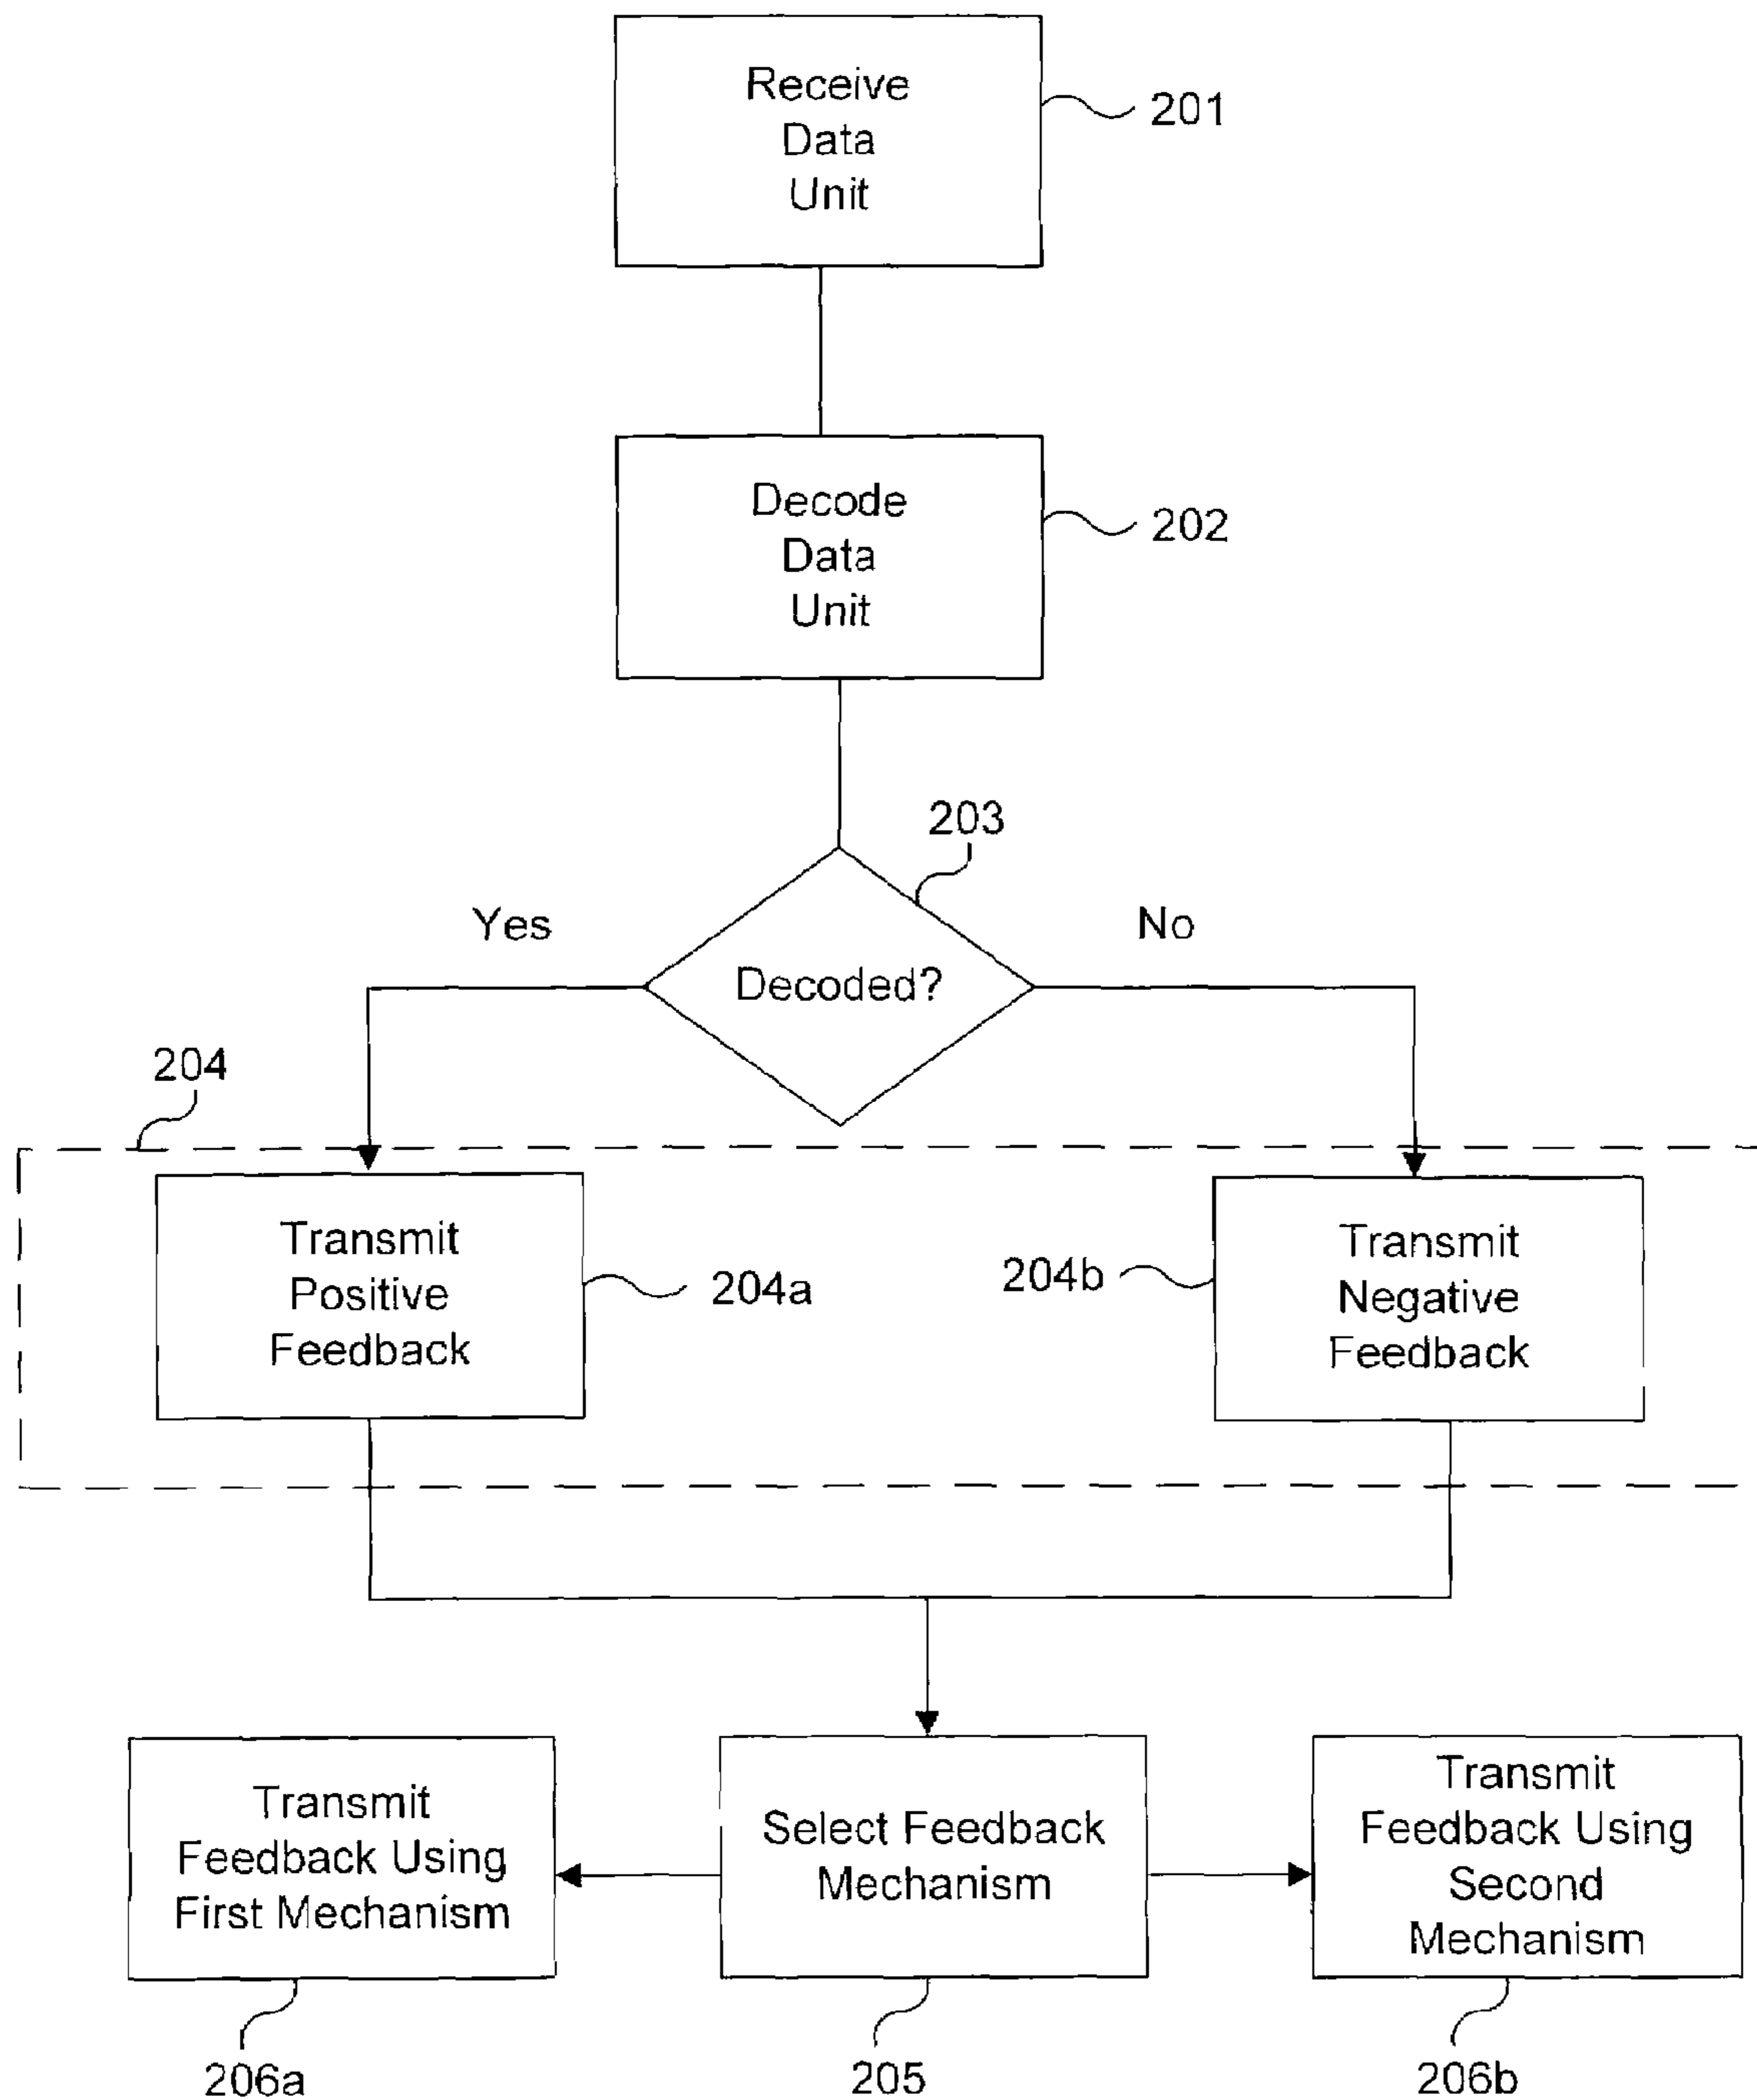 Receive
Data
Unit
201
Decode
Data
Unit
202
203
Yes
No
Decoded?
204
Transmit
Positive
Feedback
204a
204b
Transmit
Negative
Feedback
Transmit
Feedback Using
First Mechanism
Select Feedback
Mechanism
Transmit
Feedback Using
Second
Mechanism
206a
205
206b